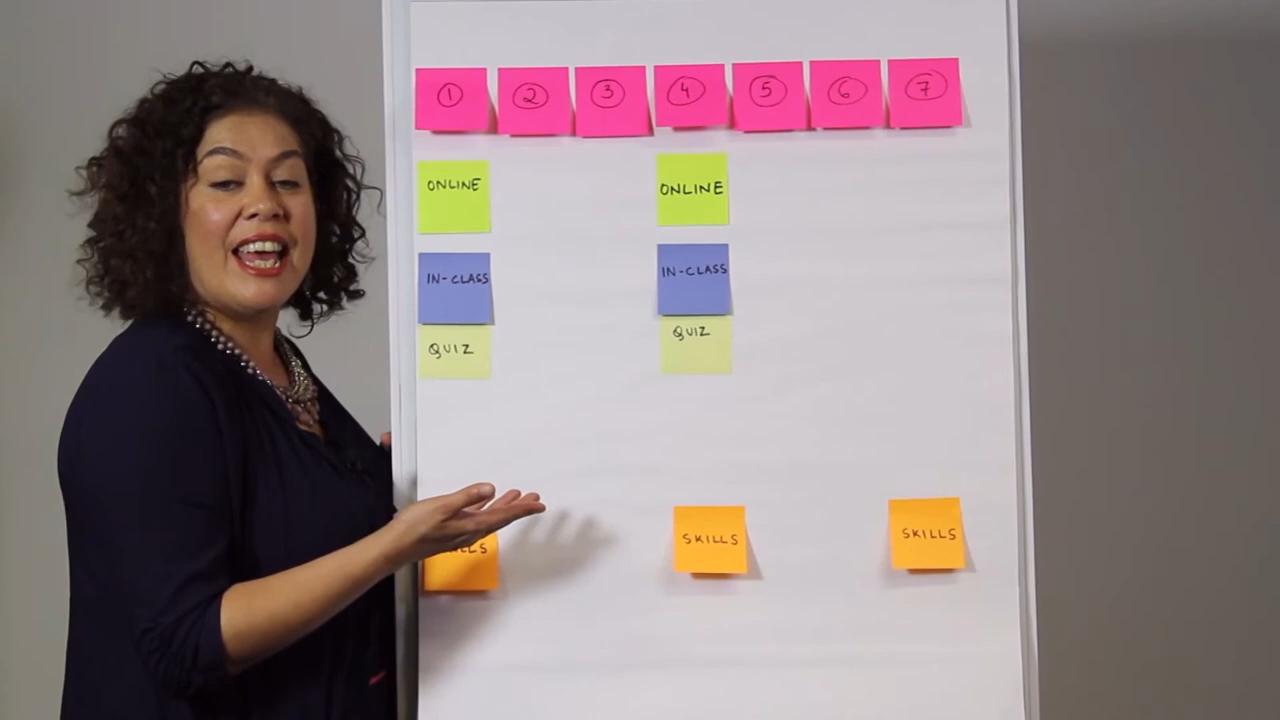 1 2 3 4 5 6 7
ONLINE ONLINE
IN-CLASS IN-CLASS
QUIZ QUIZ
SKILLS SKILLS